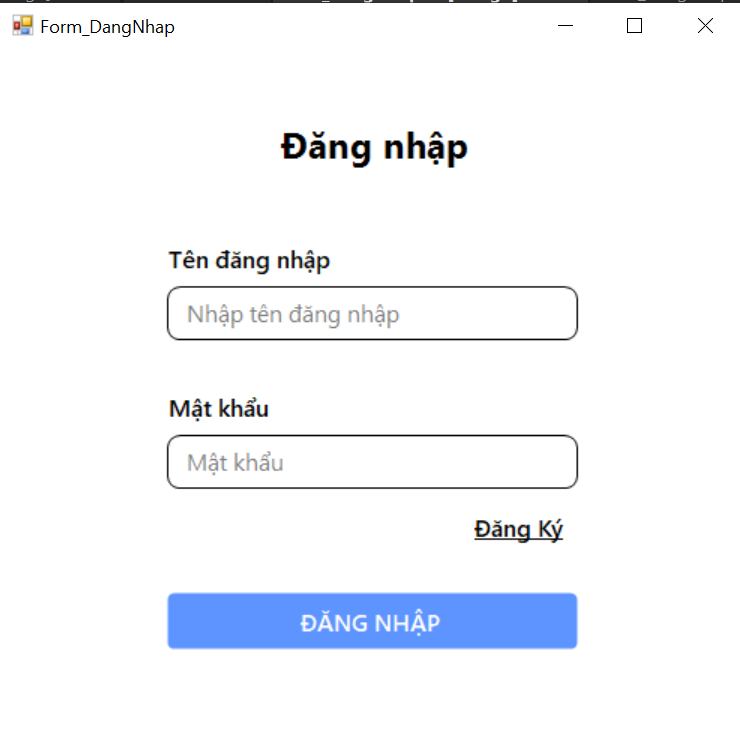 Form_DangNhap
Đăng nhập
Tên đăng nhập
Nhập tên đăng nhập
Mật khẩu
Mật khẩu
Đăng Ký
ĐĂNG NHẬP